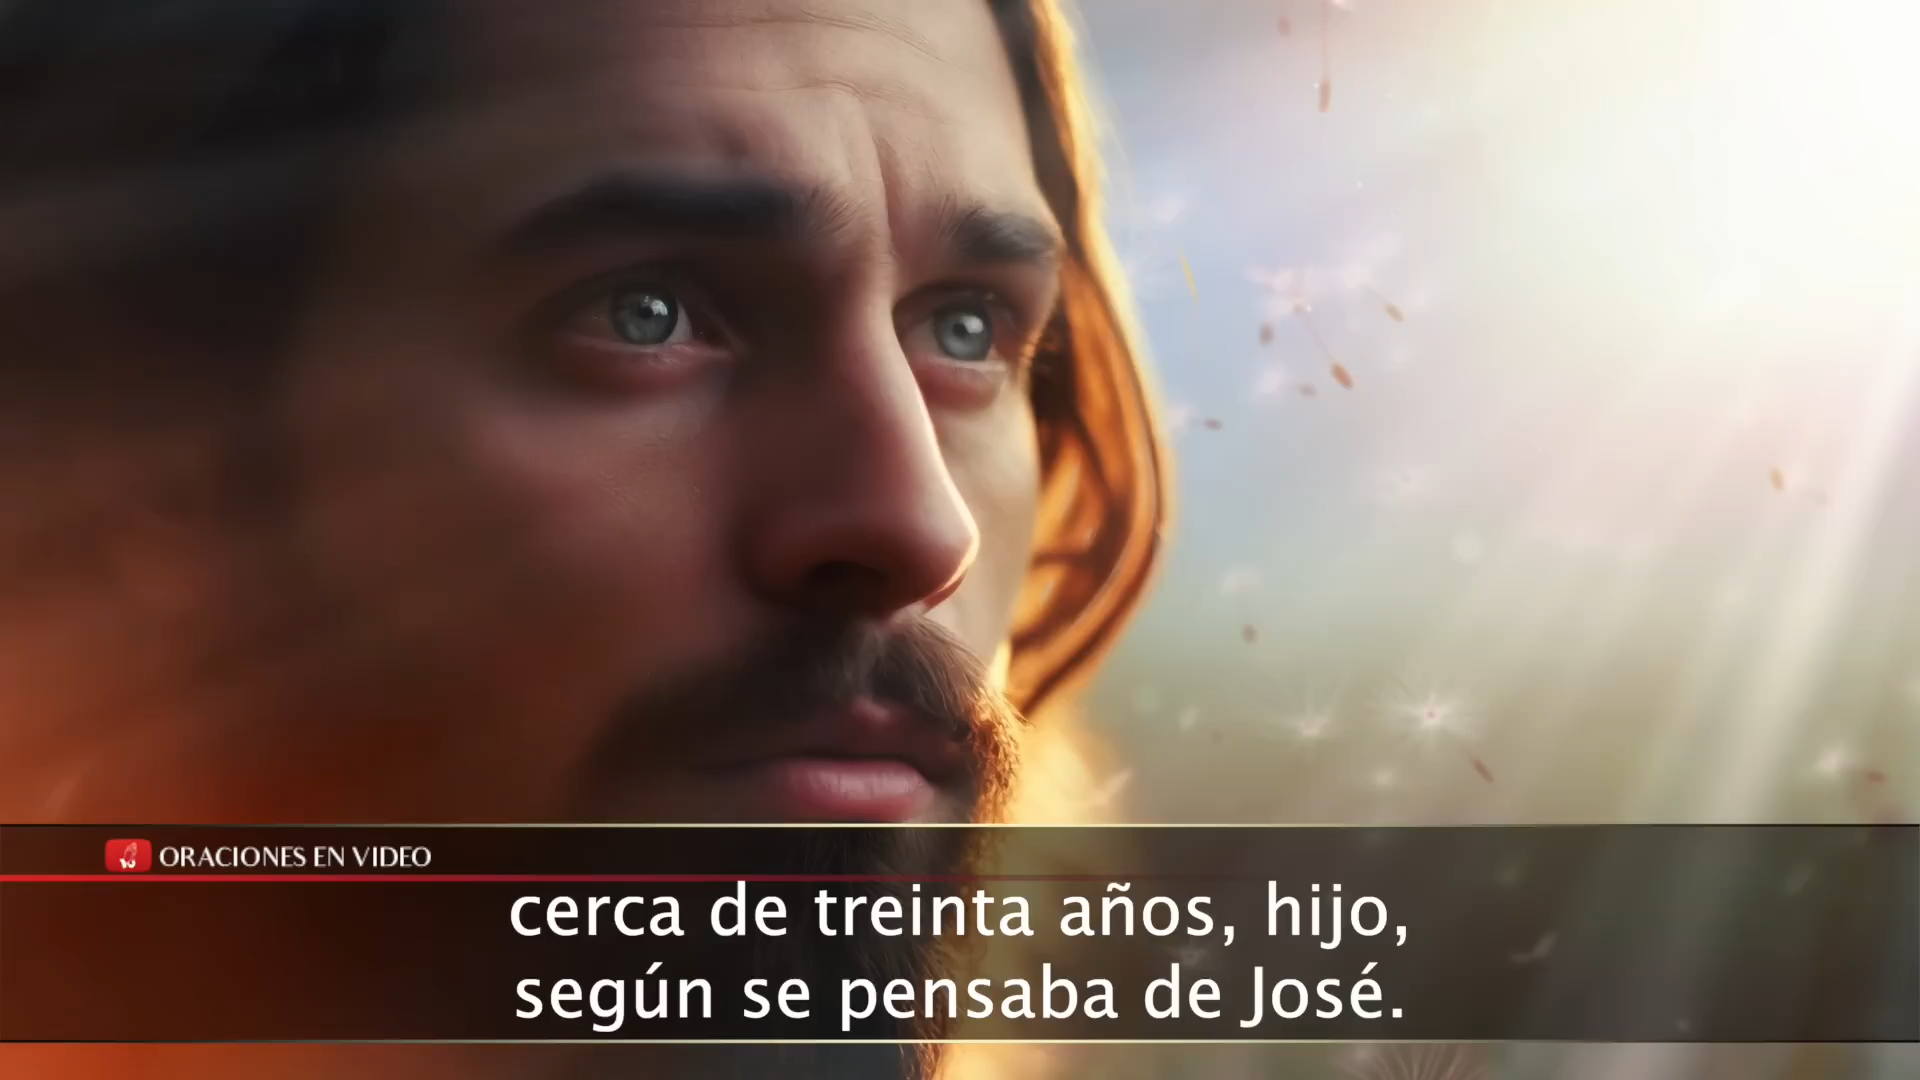 ORACIONES EN VIDEO
cerca de treinta años, hijo,
según se pensaba de José.